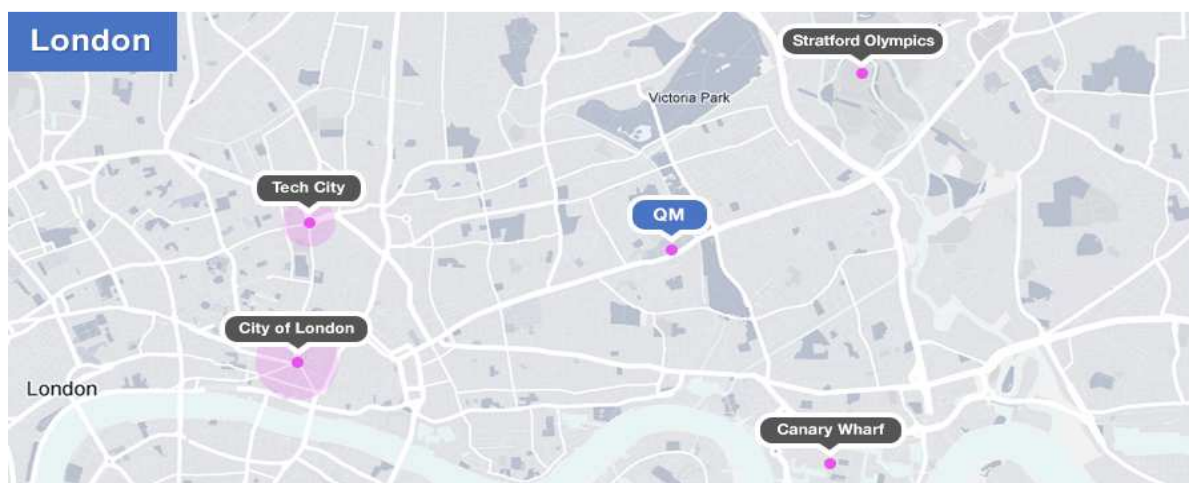 London
Stratford Olympics
Victoria Park
Tech City
QM
City of London
London
Canary Wharf